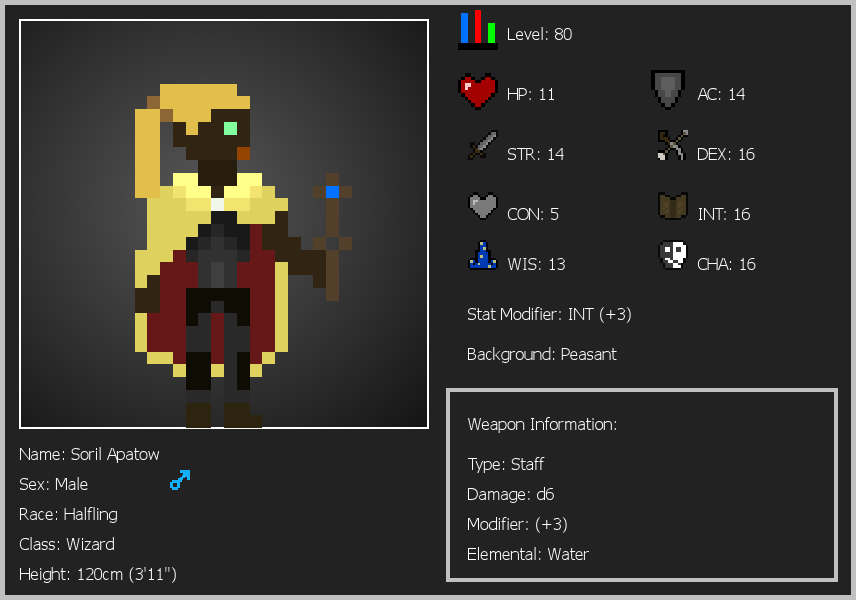 Level: 80
HP: 11
AC: 14
STR: 14
DEX: 16
CON: 5
INT: 16
WIS: 13
CHA: 16
Stat Modifier: INT (+3)
Background: Peasant
Weapon Information:
Type: Staff
Damage: d6
Modifier: (+3)
Elemental: Water
Name: Soril Apatow
Sex: Male
Race: Halfling
Class: Wizard
Height: 120cm (3'11")